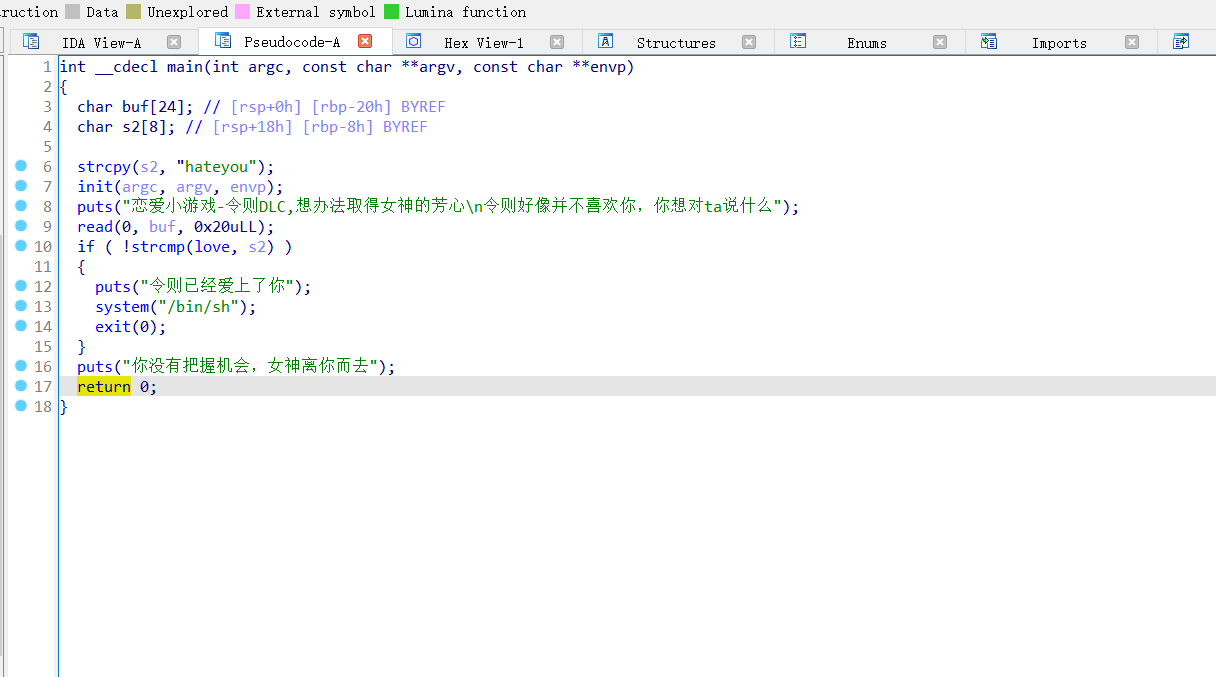 ruction Data Unexplored External symbol Lumina function
IDA View-A Pseudocode-A Hex View-1 Structures Enums Imports
1 int __cdecl main(int argc, const char **argv, const char **envp)
2 {
3 char buf[24]; // [rsp+0h] [rbp-20h] BYREF
4 char s2[8]; // [rsp+18h] [rbp-8h] BYREF
5
6 strcpy(s2, "hateyou");
7 init(argc, argv, envp);
8 puts("恋爱小游戏-令则DLC,想办法取得女神的芳心\n令则好像并不喜欢你，你想对ta说什么");
9 read(0, buf, 0x20uLL);
10 if ( !strcmp(love, s2) )
11 {
12 puts("令则已经爱上了你");
13 system("/bin/sh");
14 exit(0);
15 }
16 puts("你没有把握机会，女神离你而去");
17 return 0;
18 }